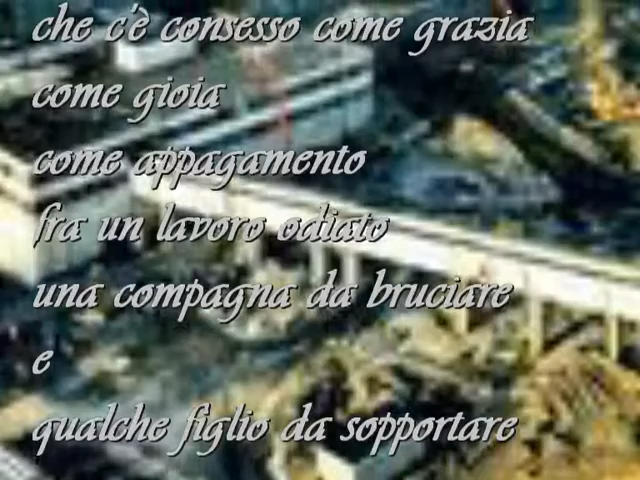 che c'è consesso come grazia
come gioia
come appagamento
fra un lavoro odiato
una compagna da bruciare
e
qualche figlio da sopportare